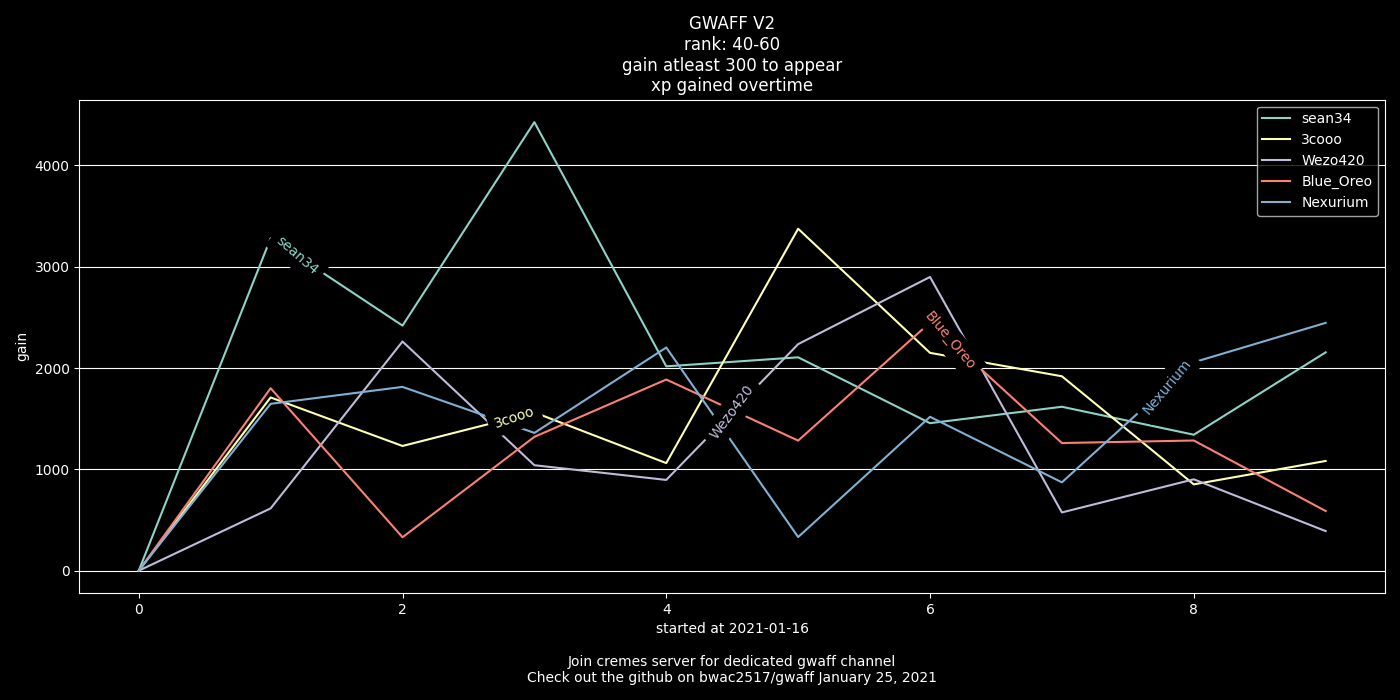 GWAFF V2
rank: 40-60
gain atleast 300 to appear
xp gained overtime
sean34
3cooo
Wezo420
Blue_Oreo
Nexurium
gain
4000
3000
2000
1000
0
sean34
3cooo
Wezo420
Blue_Oreo
Nexurium
0 2 4 6 8
started at 2021-01-16
Join cremes server for dedicated gwaff channel
Check out the github on bwac2517/gwaff January 25, 2021